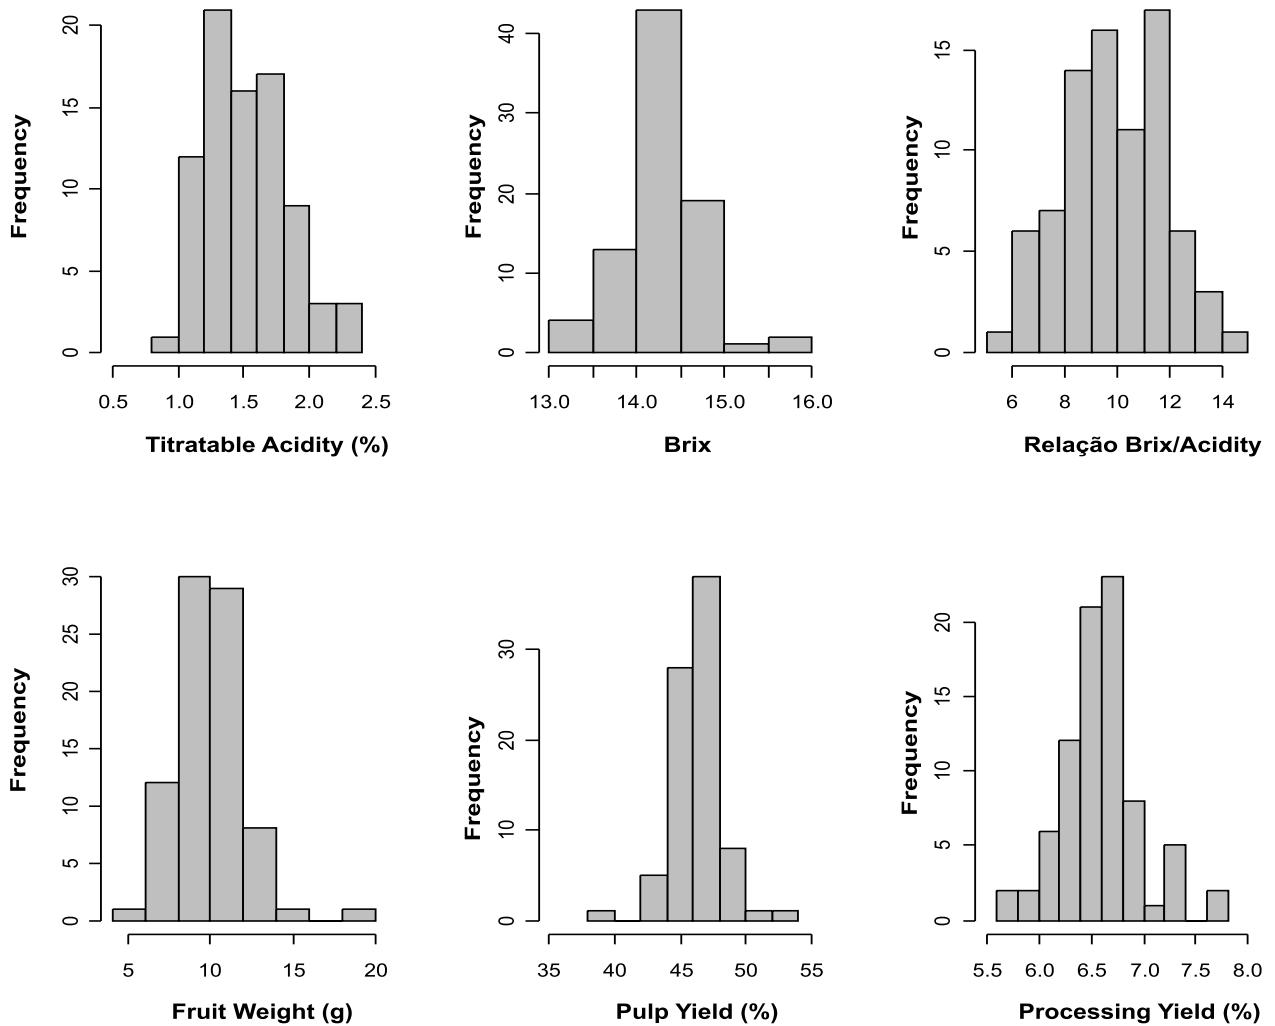 Frequency
0 5 10 15 20
0.5 1.0 1.5 2.0 2.5
Titratable Acidity (%)
Frequency
0 10 20 30 40
13.0 14.0 15.0 16.0
Brix
Frequency
0 5 10 15
6 8 10 12 14
Relação Brix/Acidity
Frequency
0 5 10 15 20 25 30
5 10 15 20
Fruit Weight (g)
Frequency
0 10 20 30
35 40 45 50 55
Pulp Yield (%)
Frequency
0 5 10 15 20
5.5 6.0 6.5 7.0 7.5 8.0
Processing Yield (%)